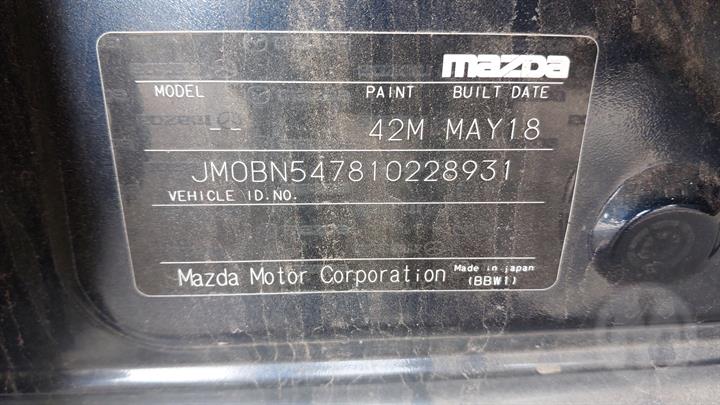 mazda
MODEL PAINT BUILT DATE
-- 42M MAY18
JM0BN547810228931
VEHICLE ID.NO.
Mazda Motor Corporation Made in japan
(BBW1)